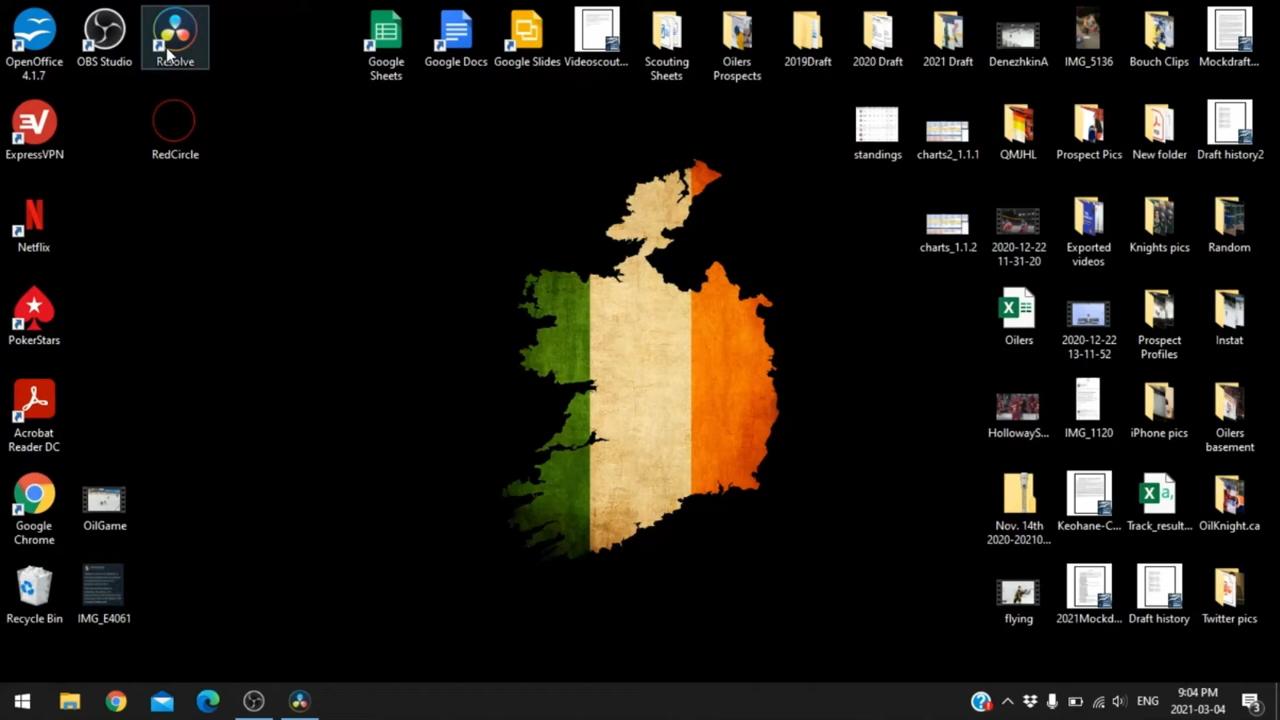 OpenOffice
4.1.7
OBS Studio
Resolve
Google
Sheets
Google Docs
Google Slides
Videoscout...
Scouting
Sheets
Oilers
Prospects
2019Draft
2020 Draft
2021 Draft
DenezhkinA
IMG_5136
Bouch Clips
Mockdraft...
ExpressVPN
RedCircle
standings
charts2_1.1.1
QMJHL
Prospect Pics
New folder
Draft history2
Netflix
charts_1.1.2
2020-12-22
11-31-20
Exported
videos
Knights pics
Random
PokerStars
Oilers
2020-12-22
13-11-52
Prospect
Profiles
Instat
Acrobat
Reader DC
HollowayS...
IMG_1120
iPhone pics
Oilers
basement
Google
Chrome
OilGame
Nov. 14th
2020-20210...
Keohane-C...
Track_result...
OilKnight.ca
Recycle Bin
IMG_E4061
flying
2021Mockd...
Draft history
Twitter pics
ENG
9:04 PM
2021-03-04
3